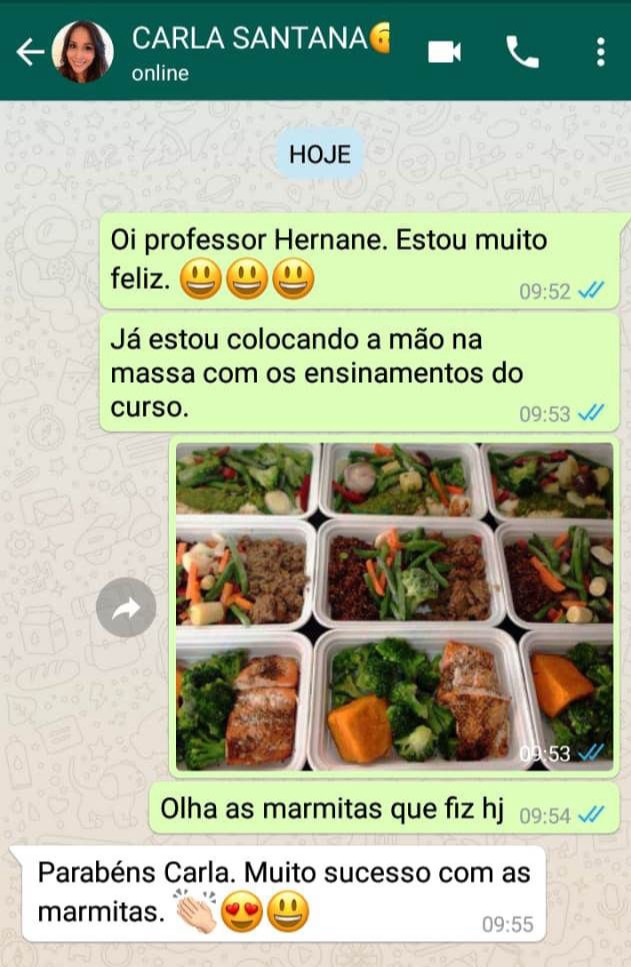 CARLA SANTANA
online
HOJE
Oi professor Hernane. Estou muito
feliz. 😃😃😃
09:52
Já estou colocando a mão na
massa com os ensinamentos do
curso.
09:53
09:53
Olha as marmitas que fiz hj
09:54
Parabéns Carla. Muito sucesso com as
marmitas. 👏🏻😍😃
09:55